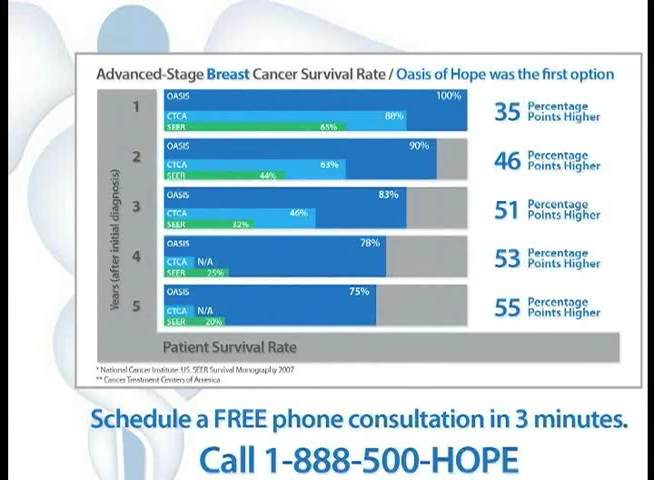 Advanced-Stage Breast Cancer Survival Rate / Oasis of Hope was the first option
Years (after initial diagnosis)
1
OASIS 100%
CTCA 88%
SEER 65%
35 Percentage
Points Higher
2
OASIS 90%
CTCA 63%
SEER 44%
46 Percentage
Points Higher
3
OASIS 83%
CTCA 46%
SEER 32%
51 Percentage
Points Higher
4
OASIS 78%
CTCA N/A
SEER 25%
53 Percentage
Points Higher
5
OASIS 75%
CTCA N/A
SEER 20%
55 Percentage
Points Higher
Patient Survival Rate
* National Cancer Institute. US. SEER Survival Monography 2007
** Cancer Treatment Centers of America
Schedule a FREE phone consultation in 3 minutes.
Call 1-888-500-HOPE